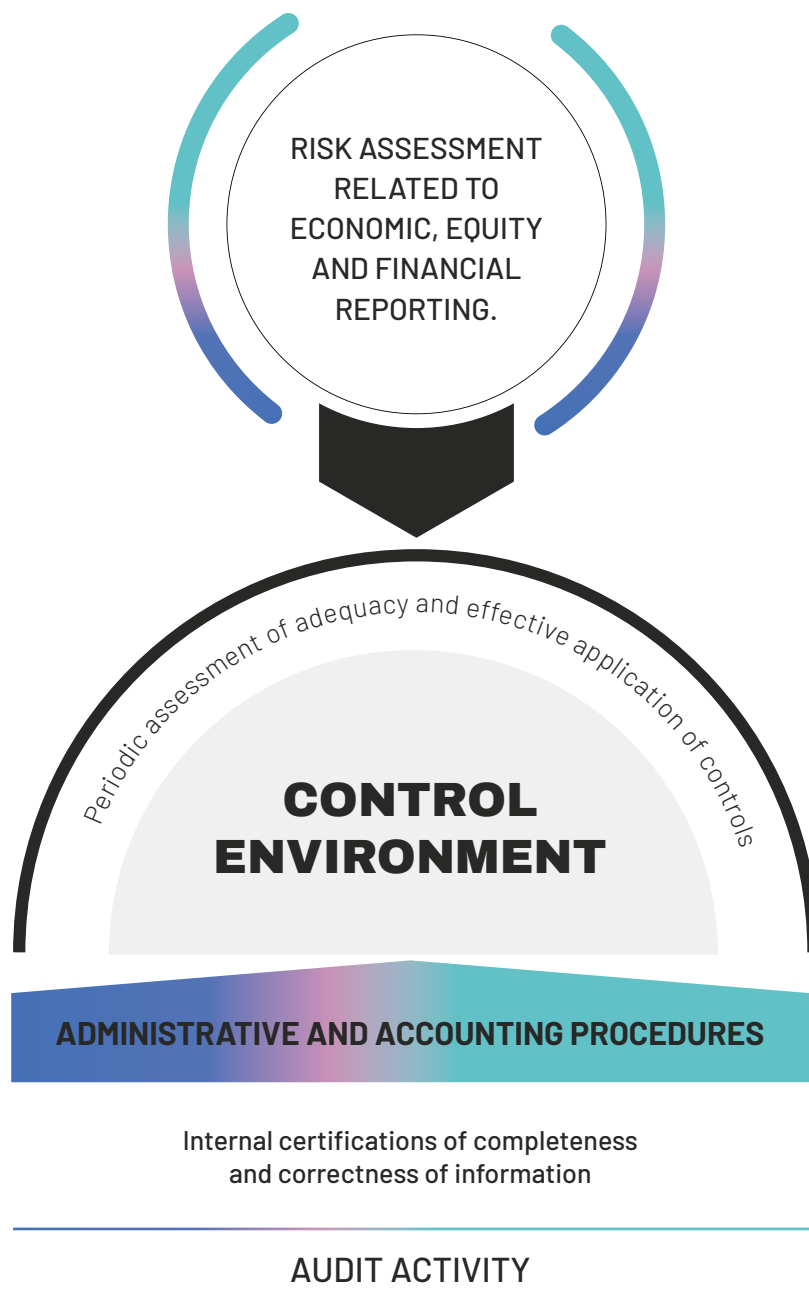 RISK ASSESSMENT
RELATED TO
ECONOMIC, EQUITY
AND FINANCIAL
REPORTING.
Periodic assessment of adequacy and effective application of controls
CONTROL
ENVIRONMENT
ADMINISTRATIVE AND ACCOUNTING PROCEDURES
Internal certifications of completeness
and correctness of information
AUDIT ACTIVITY